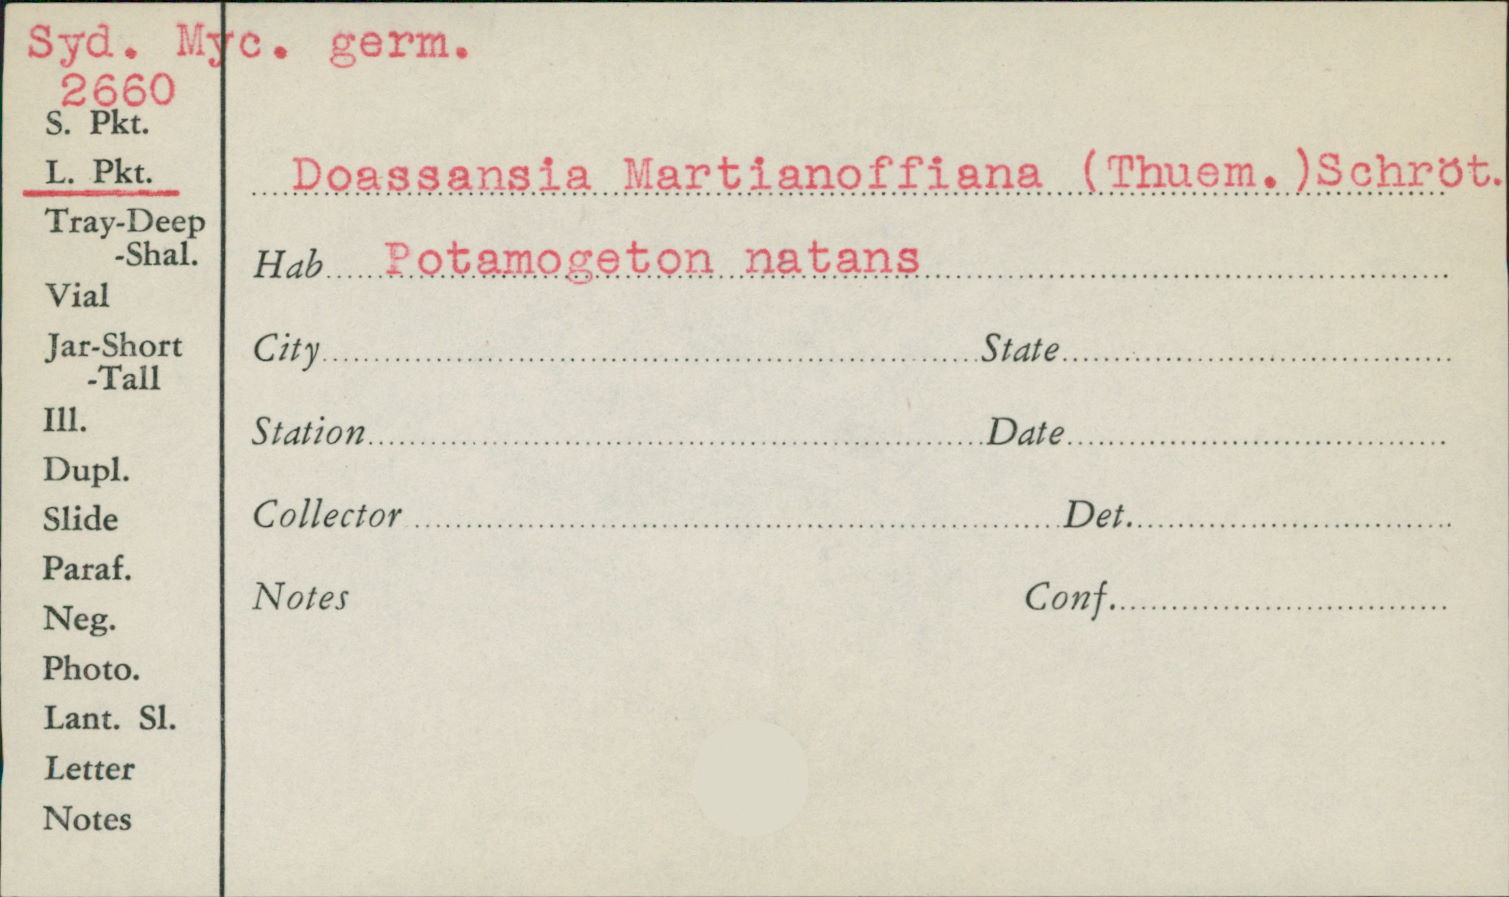 Syd. Myc. germ.
2660
S. Pkt.
L. Pkt.
Tray-Deep
-Shal.
Vial
Jar-Short
-Tall
Ill.
Dupl.
Slide
Paraf.
Neg.
Photo.
Lant. Sl.
Letter
Notes
Doassansia Martianoffiana (Thuem.)Schröt.
Hab Potamogeton natans
City State
Station Date
Collector Det.
Notes Conf.